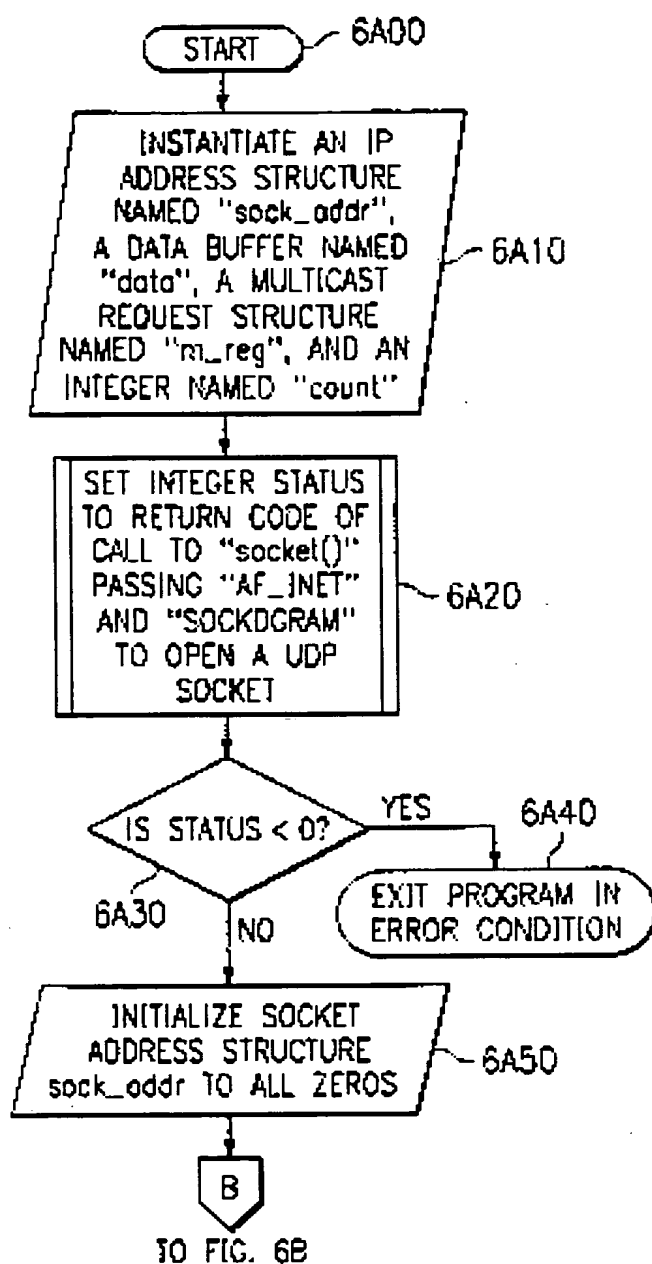 START
6A00
INSTANTIATE AN IP
ADDRESS STRUCTURE
NAMED "sock_addr",
A DATA BUFFER NAMED
"data", A MULTICAST
REQUEST STRUCTURE
NAMED "m_reg", AND AN
INTEGER NAMED "count"
6A10
SET INTEGER STATUS
TO RETURN CODE OF
CALL TO "socket()"
PASSING "AF_INET"
AND "SOCKDGRAM"
TO OPEN A UDP
SOCKET
6A20
IS STATUS < 0?
YES
6A30
NO
6A40
EXIT PROGRAM IN
ERROR CONDITION
INITIALIZE SOCKET
ADDRESS STRUCTURE
sock_addr TO ALL ZEROS
6A50
B
TO FIG. 6B